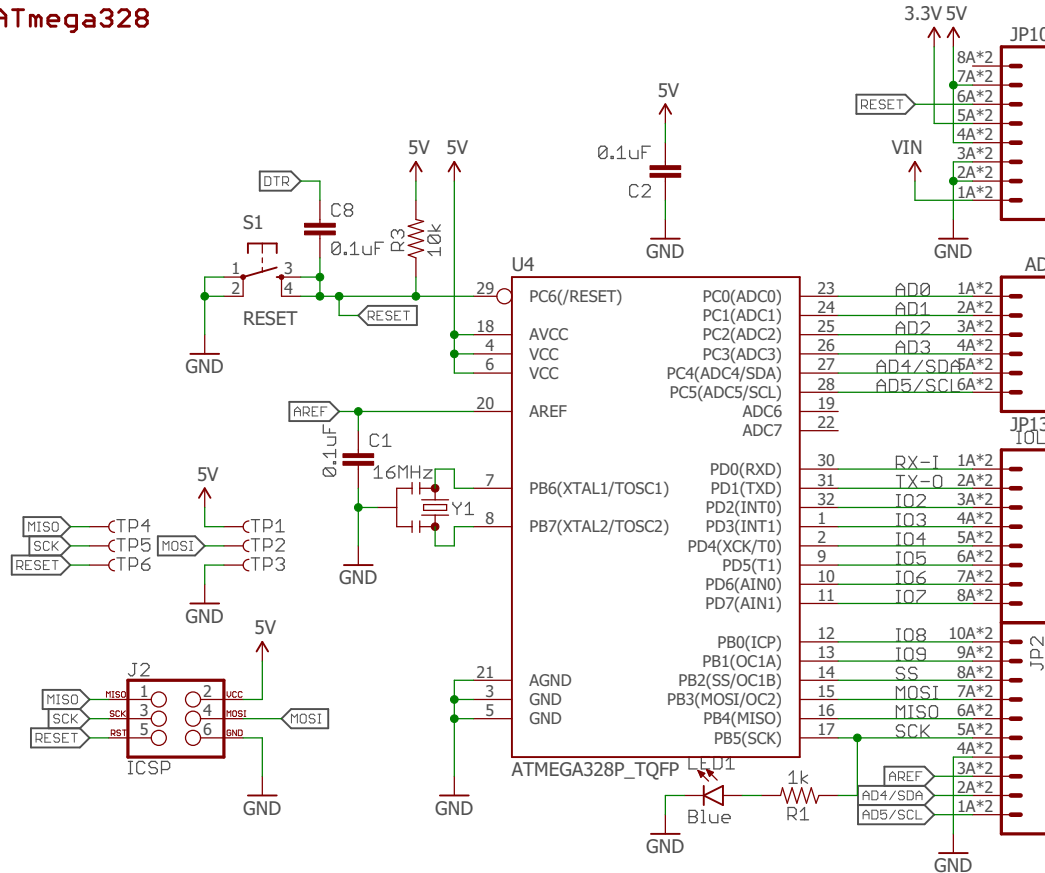 ATmega328
3.3V 5V
JP10
8A*2
7A*2
RESET 6A*2
5A*2
4A*2
VIN 3A*2
2A*2
1A*2
GND
5V
0.1uF
C2
GND
5V 5V
DTR
C8
0.1uF
S1
1 3
2 4
RESET
GND
R3
10k
RESET
U4
29 PC6(/RESET)
18 AVCC
4 VCC
6 VCC
20 AREF
7 PB6(XTAL1/TOSC1)
8 PB7(XTAL2/TOSC2)
21 AGND
3 GND
5 GND
GND
AREF
0.1uF
C1
16MHz
Y1
GND
AD
PC0(ADC0) 23 AD0 1A*2
PC1(ADC1) 24 AD1 2A*2
PC2(ADC2) 25 AD2 3A*2
PC3(ADC3) 26 AD3 4A*2
PC4(ADC4/SDA) 27 AD4/SDA 5A*2
PC5(ADC5/SCL) 28 AD5/SCL 6A*2
ADC6 19
ADC7 22
JP13
IOL
PD0(RXD) 30 RX-I 1A*2
PD1(TXD) 31 TX-O 2A*2
PD2(INT0) 32 IO2 3A*2
PD3(INT1) 1 IO3 4A*2
PD4(XCK/T0) 2 IO4 5A*2
PD5(T1) 9 IO5 6A*2
PD6(AIN0) 10 IO6 7A*2
PD7(AIN1) 11 IO7 8A*2
JP2
PB0(ICP) 12 IO8 10A*2
PB1(OC1A) 13 IO9 9A*2
PB2(SS/OC1B) 14 SS 8A*2
PB3(MOSI/OC2) 15 MOSI 7A*2
PB4(MISO) 16 MISO 6A*2
PB5(SCK) 17 SCK 5A*2
4A*2
AREF 3A*2
AD4/SDA 2A*2
AD5/SCL 1A*2
GND
ATMEGA328P_TQFP
LED1
Blue
1k
R1
GND
5V
MISO TP4 TP1
SCK TP5 MOSI TP2
RESET TP6 TP3
GND
5V
J2
MISO MISO 1 2 VCC
SCK SCK 3 4 MOSI MOSI
RESET RST 5 6 GND
ICSP
GND